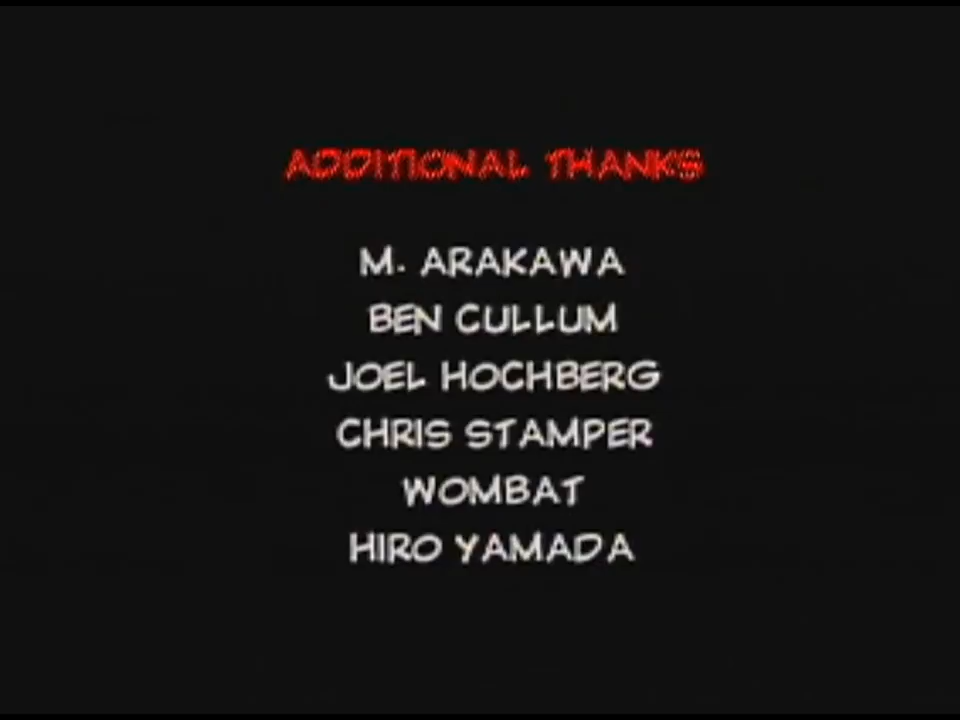 ADDITIONAL THANKS
M. ARAKAWA
BEN CULLUM
JOEL HOCHBERG
CHRIS STAMPER
WOMBAT
HIRO YAMADA